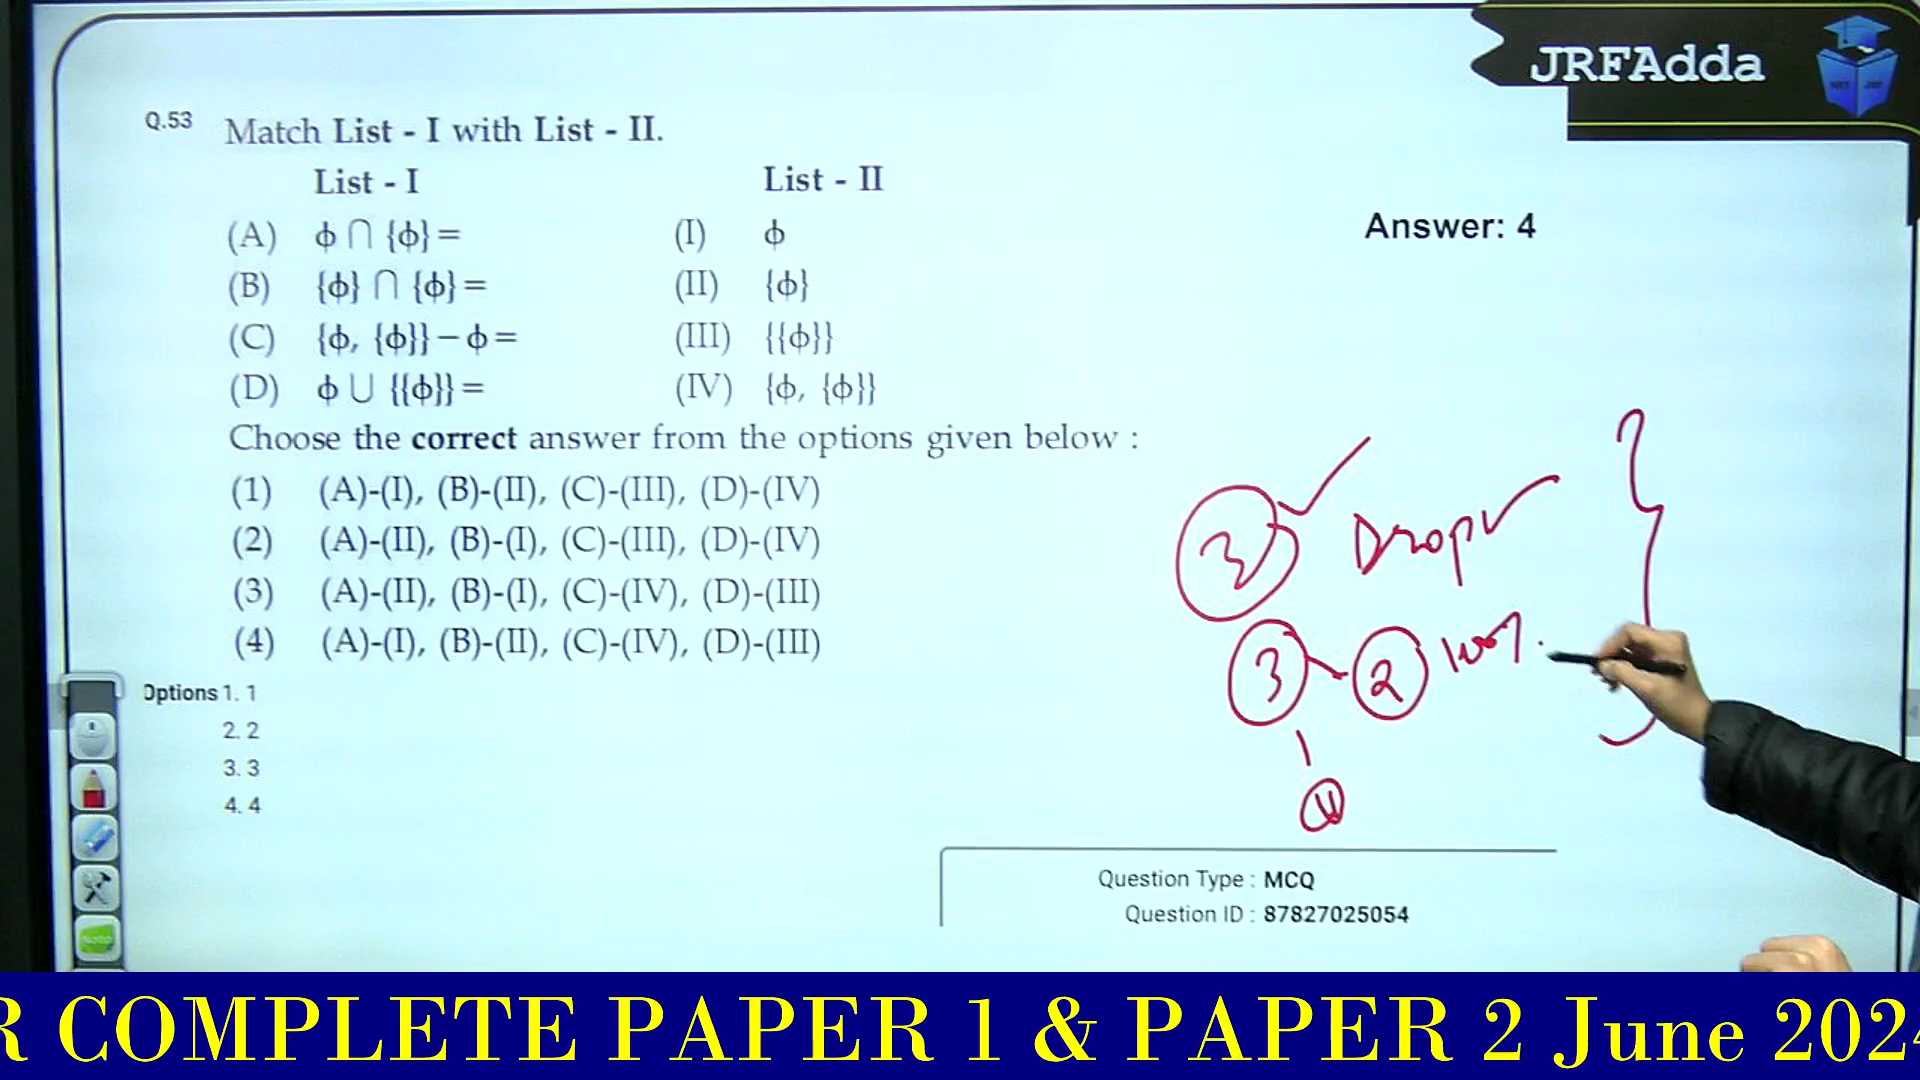 JRFAdda
Q.53 Match List - I with List - II.
List - I List - II
(A) ϕ ⋂ {ϕ} = (I) ϕ
(B) {ϕ} ⋂ {ϕ} = (II) {ϕ}
(C) {ϕ, {ϕ}} – ϕ = (III) {{ϕ}}
(D) ϕ ⋃ {{ϕ}} = (IV) {ϕ, {ϕ}}
Answer: 4
Choose the correct answer from the options given below :
(1) (A)-(I), (B)-(II), (C)-(III), (D)-(IV)
(2) (A)-(II), (B)-(I), (C)-(III), (D)-(IV)
(3) (A)-(II), (B)-(I), (C)-(IV), (D)-(III)
(4) (A)-(I), (B)-(II), (C)-(IV), (D)-(III)
Options 1. 1
2. 2
3. 3
4. 4
3 2 100%.
Question Type : MCQ
Question ID : 87827025054
R COMPLETE PAPER 1 & PAPER 2 June 202